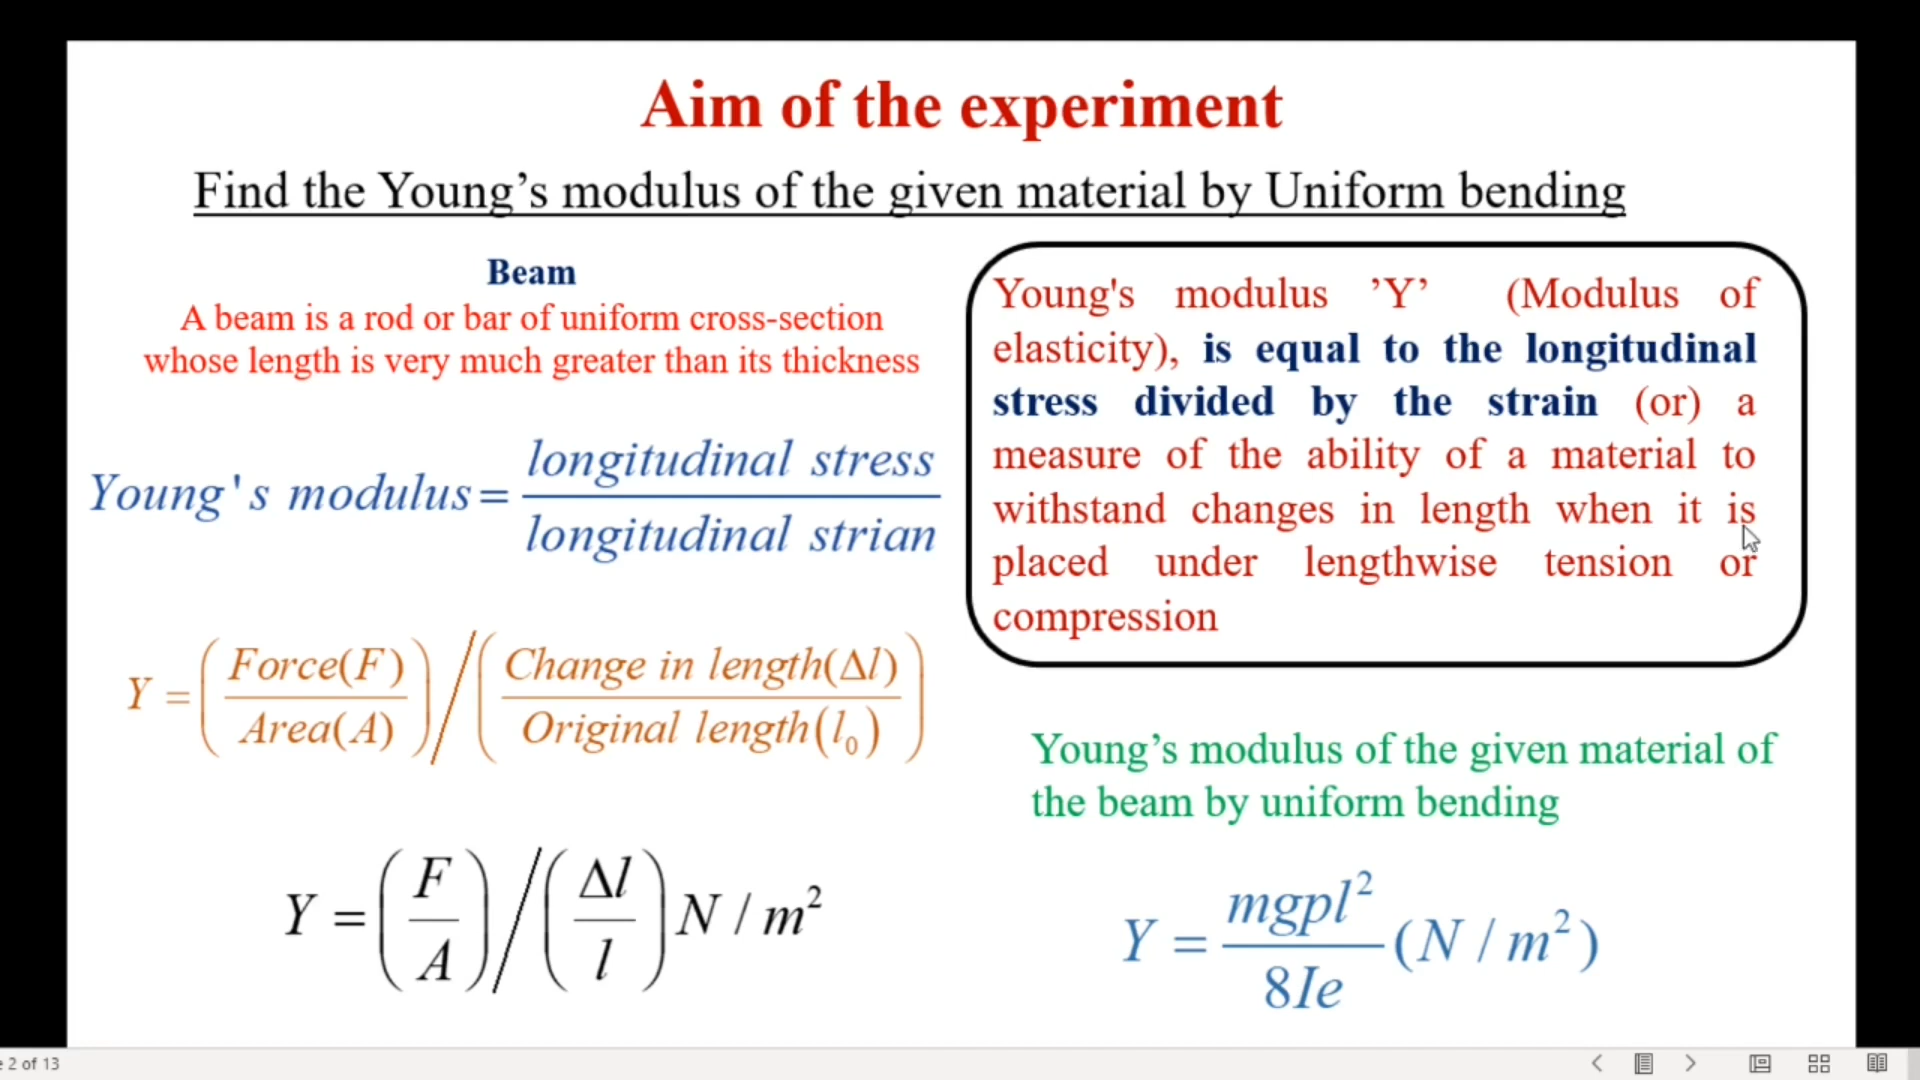 Aim of the experiment
Find the Young’s modulus of the given material by Uniform bending
Beam
A beam is a rod or bar of uniform cross-section
whose length is very much greater than its thickness
Young's modulus = longitudinal stress / longitudinal strian
Y = (Force(F) / Area(A)) / (Change in length(Δl) / Original length(l₀))
Y = (F / A) / (Δl / l) N / m²
Young's modulus ’Y’ (Modulus of
elasticity), is equal to the longitudinal
stress divided by the strain (or) a
measure of the ability of a material to
withstand changes in length when it is
placed under lengthwise tension or
compression
Young’s modulus of the given material of
the beam by uniform bending
Y = mgpl² / 8Ie (N / m²)
2 of 13